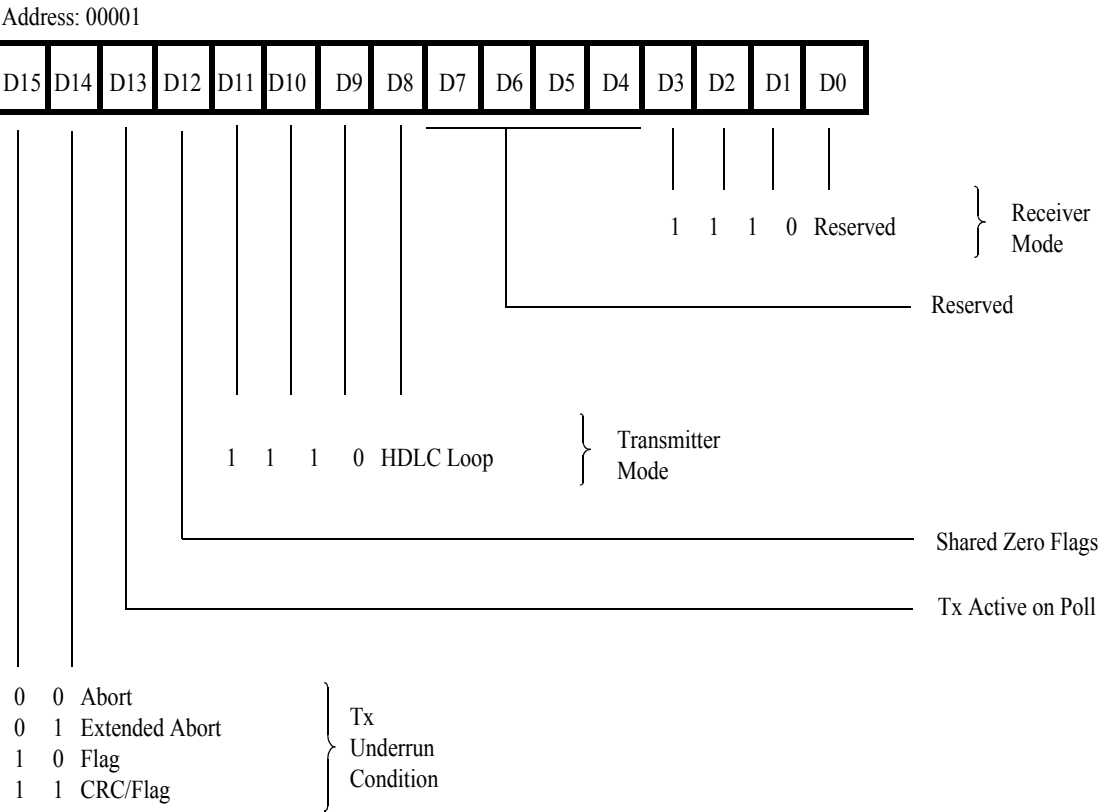 Address: 00001
D15 D14 D13 D12 D11 D10 D9 D8 D7 D6 D5 D4 D3 D2 D1 D0
1 1 1 0 Reserved
Receiver
Mode
Reserved
1 1 1 0 HDLC Loop
Transmitter
Mode
Shared Zero Flags
Tx Active on Poll
0 0 Abort
0 1 Extended Abort
1 0 Flag
1 1 CRC/Flag
Tx
Underrun
Condition